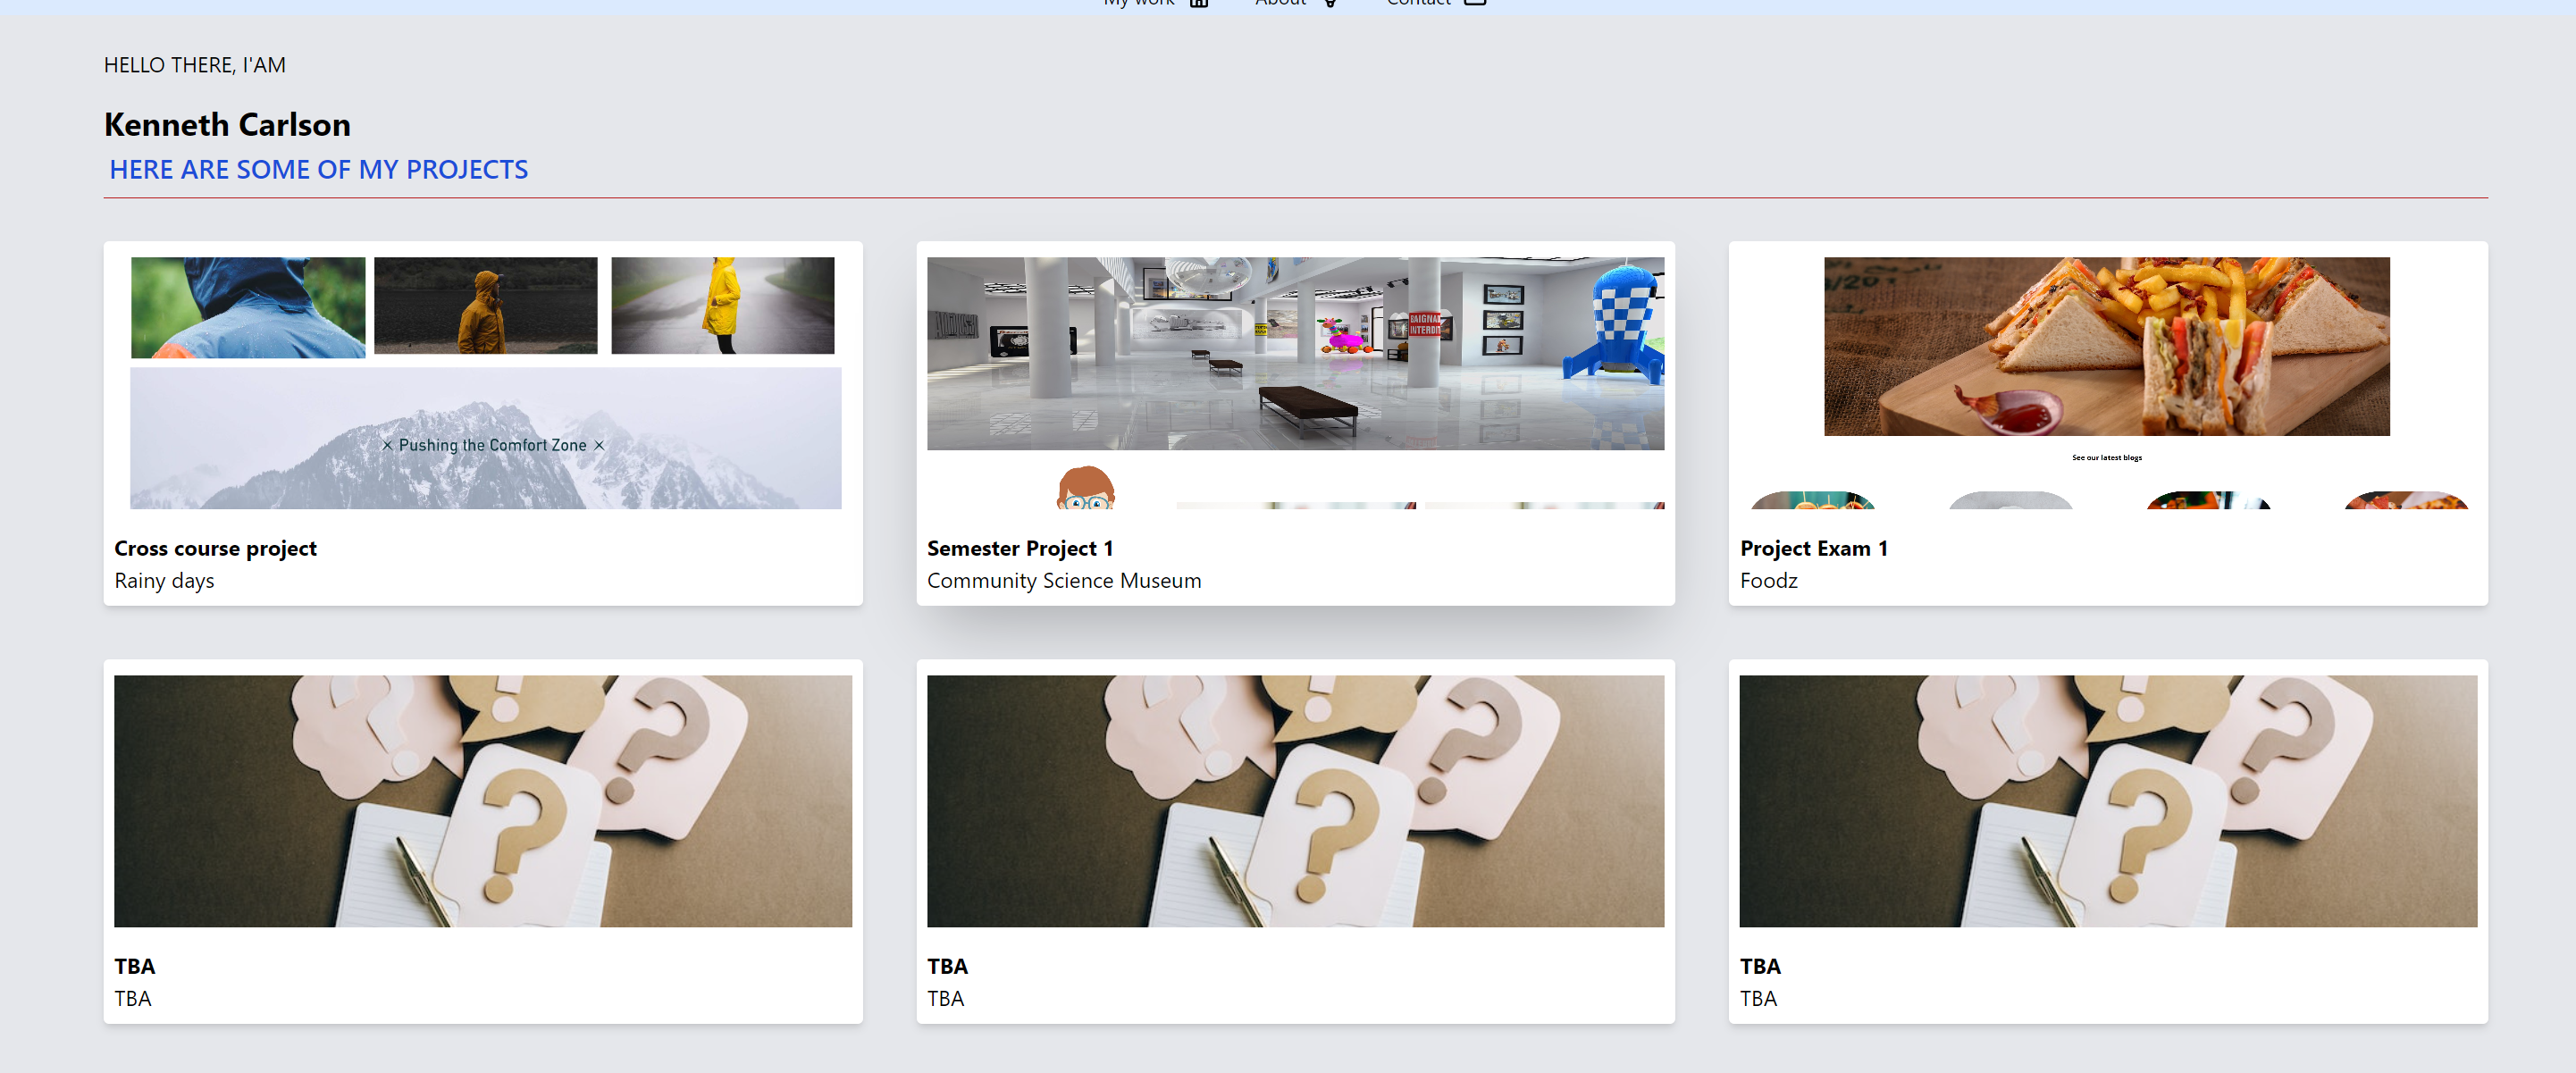 My work About Contact
HELLO THERE, I'AM
Kenneth Carlson
HERE ARE SOME OF MY PROJECTS
BAIGNAD
INTERDIT
× Pushing the Comfort Zone ×
See our latest blogs
Cross course project
Rainy days
Semester Project 1
Community Science Museum
Project Exam 1
Foodz
?
?
?
?
?
?
?
?
?
TBA
TBA
TBA
TBA
TBA
TBA